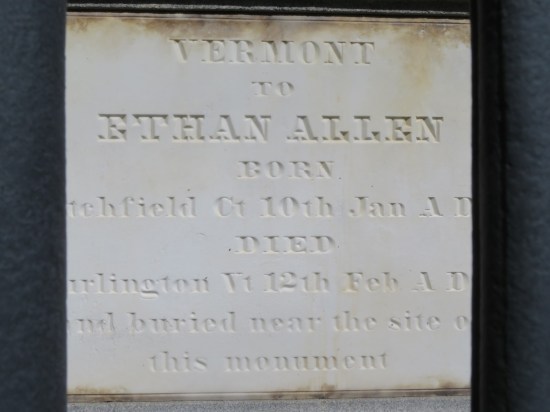 VERMONT
TO
ETHAN ALLEN
BORN
tchfield Ct 10th Jan A D
DIED
urlington Vt 12th Feb A D
and buried near the site o
this monument